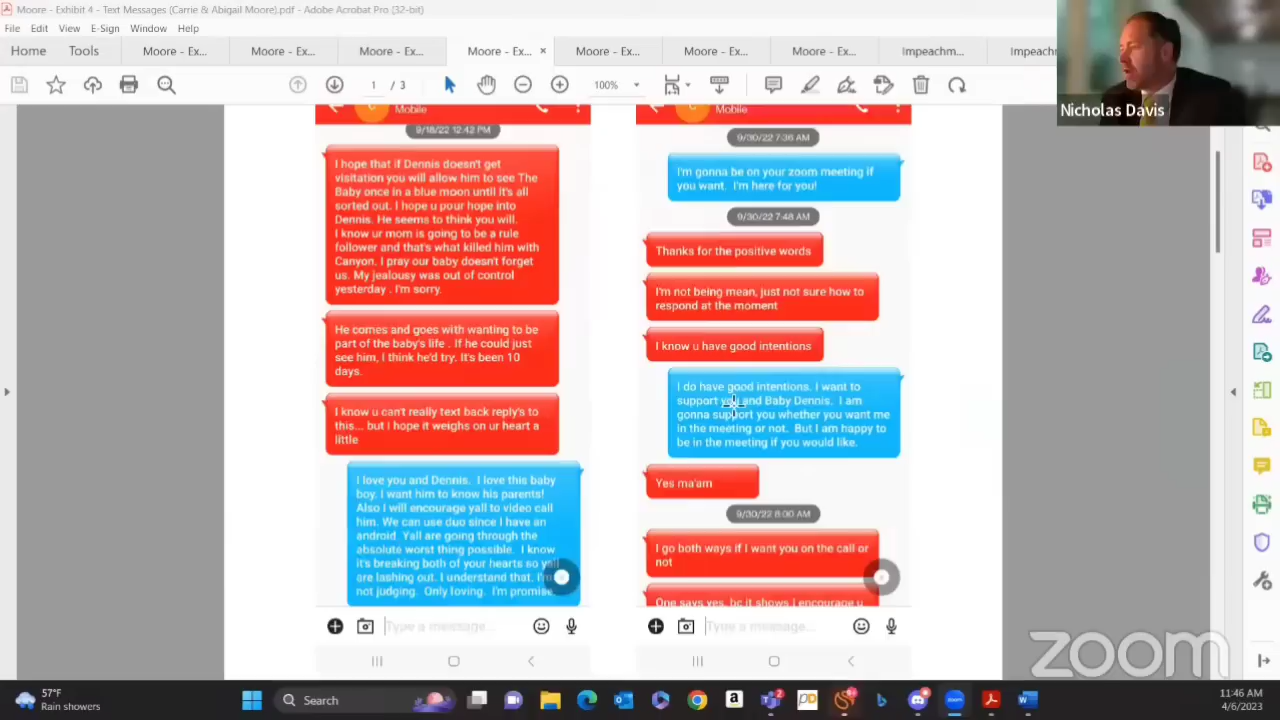 Moore - Exhibit 4 - Text Messages (Carrie & Abigail Moore).pdf - Adobe Acrobat Pro (32-bit)
File Edit View E-Sign Window Help
Home Tools Moore - Ex... Moore - Ex... Moore - Ex... Moore - Ex... × Moore - Ex... Moore - Ex... Moore - Ex... Impeachm... Impeachm
1 / 3 100%
Nicholas Davis
Mobile
9/18/22 12:42 PM
I hope that if Dennis doesn't get
visitation you will allow him to see The
Baby once in a blue moon until it's all
sorted out. I hope u pour hope into
Dennis. He seems to think you will.
I know ur mom is going to be a rule
follower and that's what killed him with
Canyon. I pray our baby doesn't forget
us. My jealousy was out of control
yesterday . I'm sorry.
He comes and goes with wanting to be
part of the baby's life . If he could just
see him, I think he'd try. It's been 10
days.
I know u can't really text back reply's to
this... but I hope it weighs on ur heart a
little
I love you and Dennis. I love this baby
boy. I want him to know his parents!
Also I will encourage yall to video call
him. We can use duo since I have an
android. Yall are going through the
absolute worst thing possible. I know
it's breaking both of your hearts so yall
are lashing out. I understand that. I'm
not judging. Only loving. I'm promise.
Type a message...
Mobile
9/30/22 7:36 AM
I'm gonna be on your zoom meeting if
you want. I'm here for you!
9/30/22 7:48 AM
Thanks for the positive words
I'm not being mean, just not sure how to
respond at the moment
I know u have good intentions
I do have good intentions. I want to
support you and Baby Dennis. I am
gonna support you whether you want me
in the meeting or not. But I am happy to
be in the meeting if you would like.
Yes ma'am
9/30/22 8:00 AM
I go both ways if I want you on the call or
not
One says yes, bc it shows I encourage u
Type a message...
zoom
57°F
Rain showers
Search
11:46 AM
4/6/2023